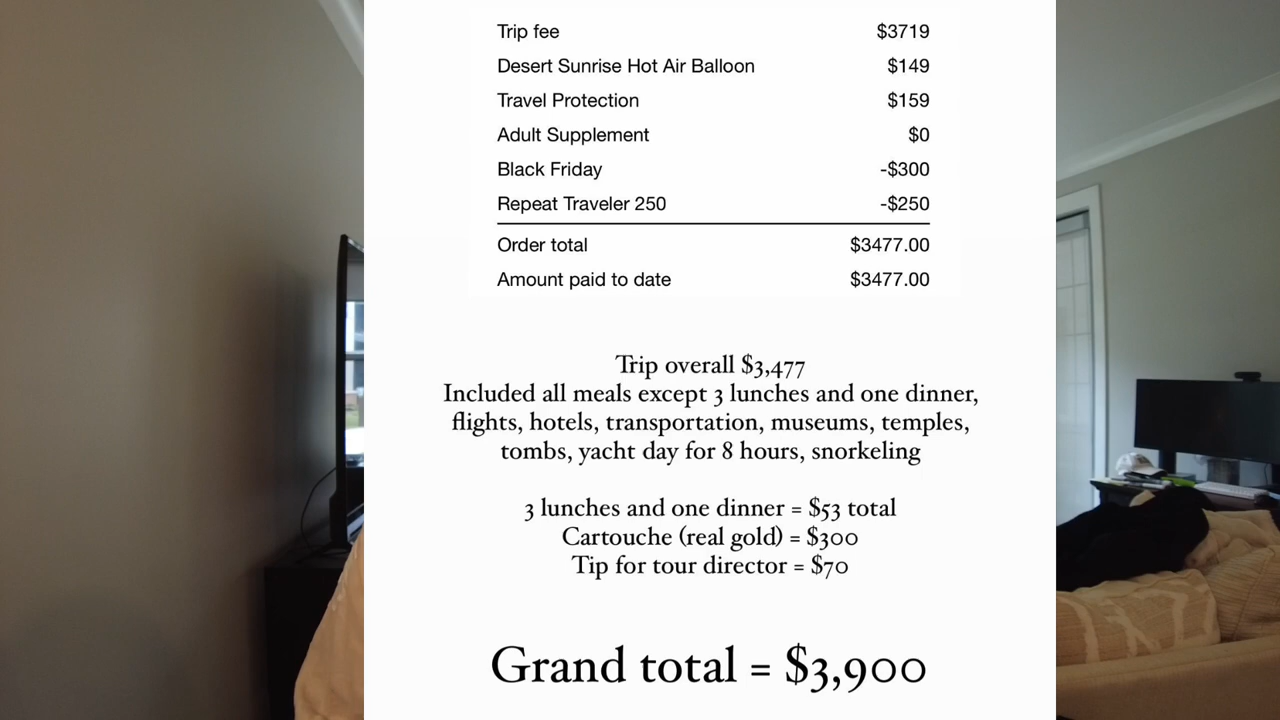 Trip fee $3719
Desert Sunrise Hot Air Balloon $149
Travel Protection $159
Adult Supplement $0
Black Friday -$300
Repeat Traveler 250 -$250
Order total $3477.00
Amount paid to date $3477.00
Trip overall $3,477
Included all meals except 3 lunches and one dinner,
flights, hotels, transportation, museums, temples,
tombs, yacht day for 8 hours, snorkeling
3 lunches and one dinner = $53 total
Cartouche (real gold) = $300
Tip for tour director = $70
Grand total = $3,900